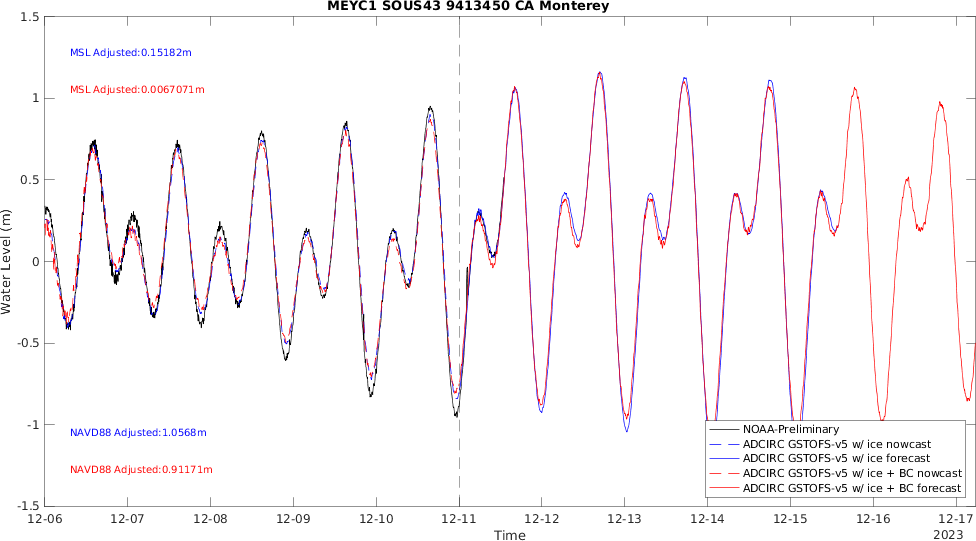 MEYC1 SOUS43 9413450 CA Monterey
1.5
MSL Adjusted:0.15182m
MSL Adjusted:0.0067071m
1
0.5
0
-0.5
-1
-1.5
Water Level (m)
NAVD88 Adjusted:1.0568m
NAVD88 Adjusted:0.91171m
NOAA-Preliminary
ADCIRC GSTOFS-v5 w/ ice nowcast
ADCIRC GSTOFS-v5 w/ ice forecast
ADCIRC GSTOFS-v5 w/ ice + BC nowcast
ADCIRC GSTOFS-v5 w/ ice + BC forecast
12-06 12-07 12-08 12-09 12-10 12-11 12-12 12-13 12-14 12-15 12-16 12-17
Time
2023